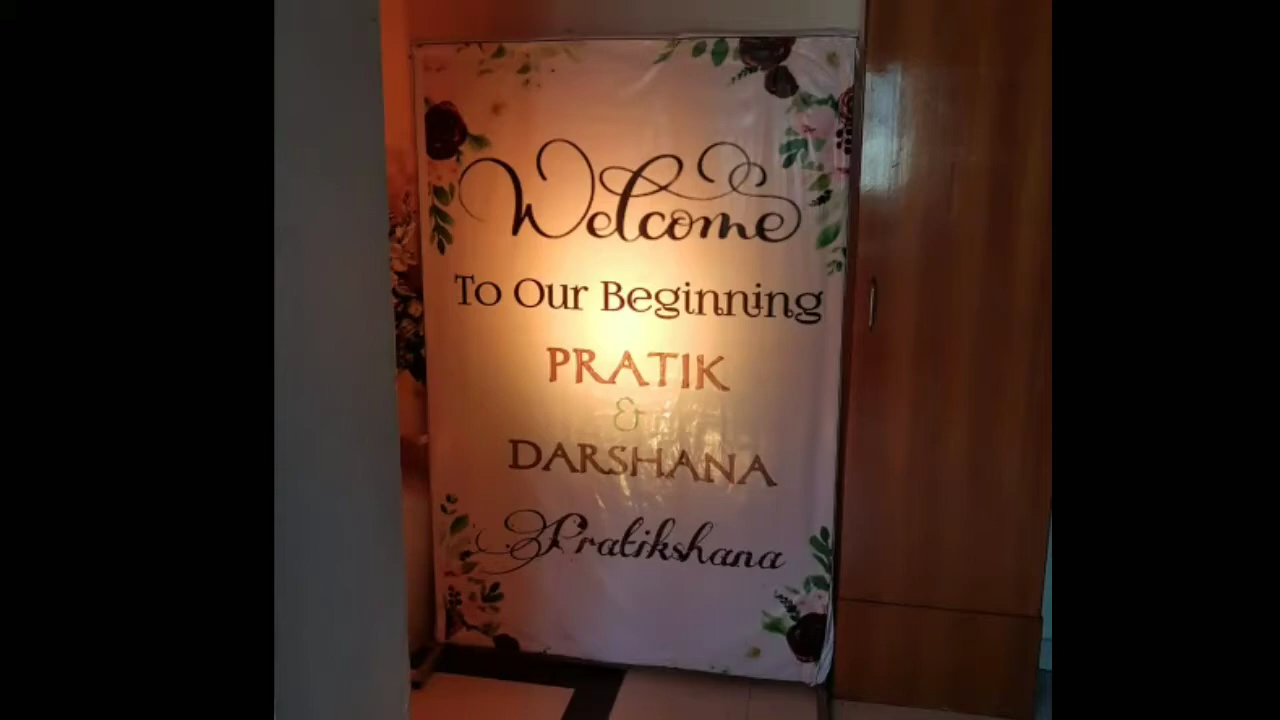 Welcome
To Our Beginning
PRATIK
&
DARSHANA
Pratikshana